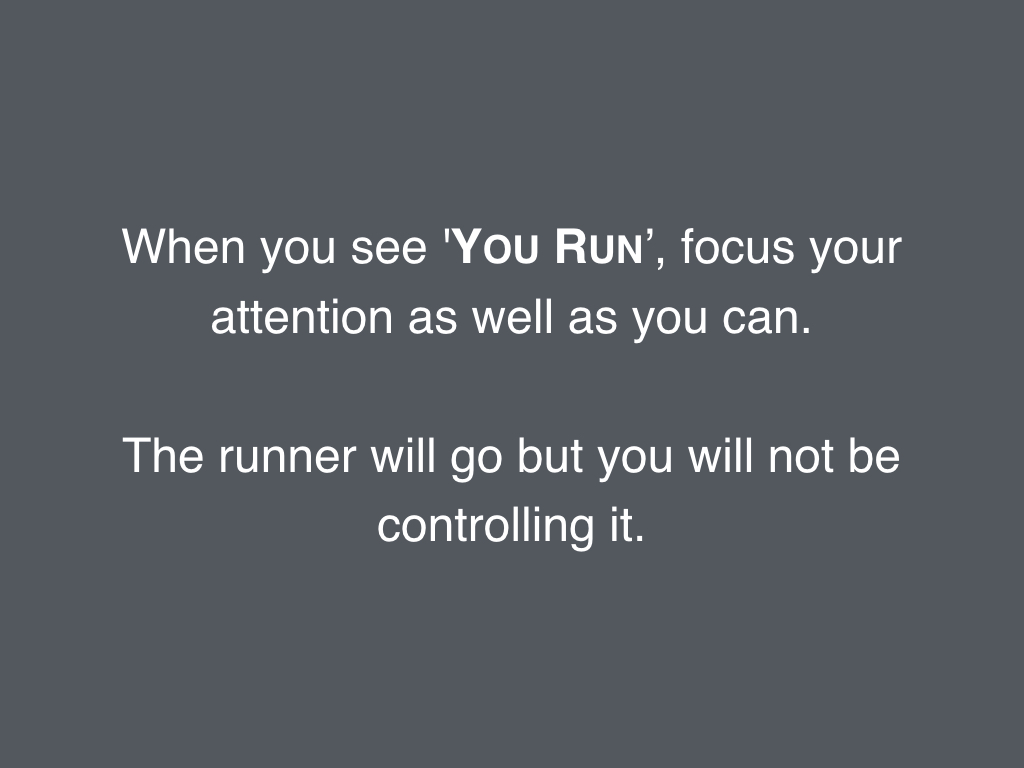 When you see 'YOU RUN’, focus your
attention as well as you can.
The runner will go but you will not be
controlling it.